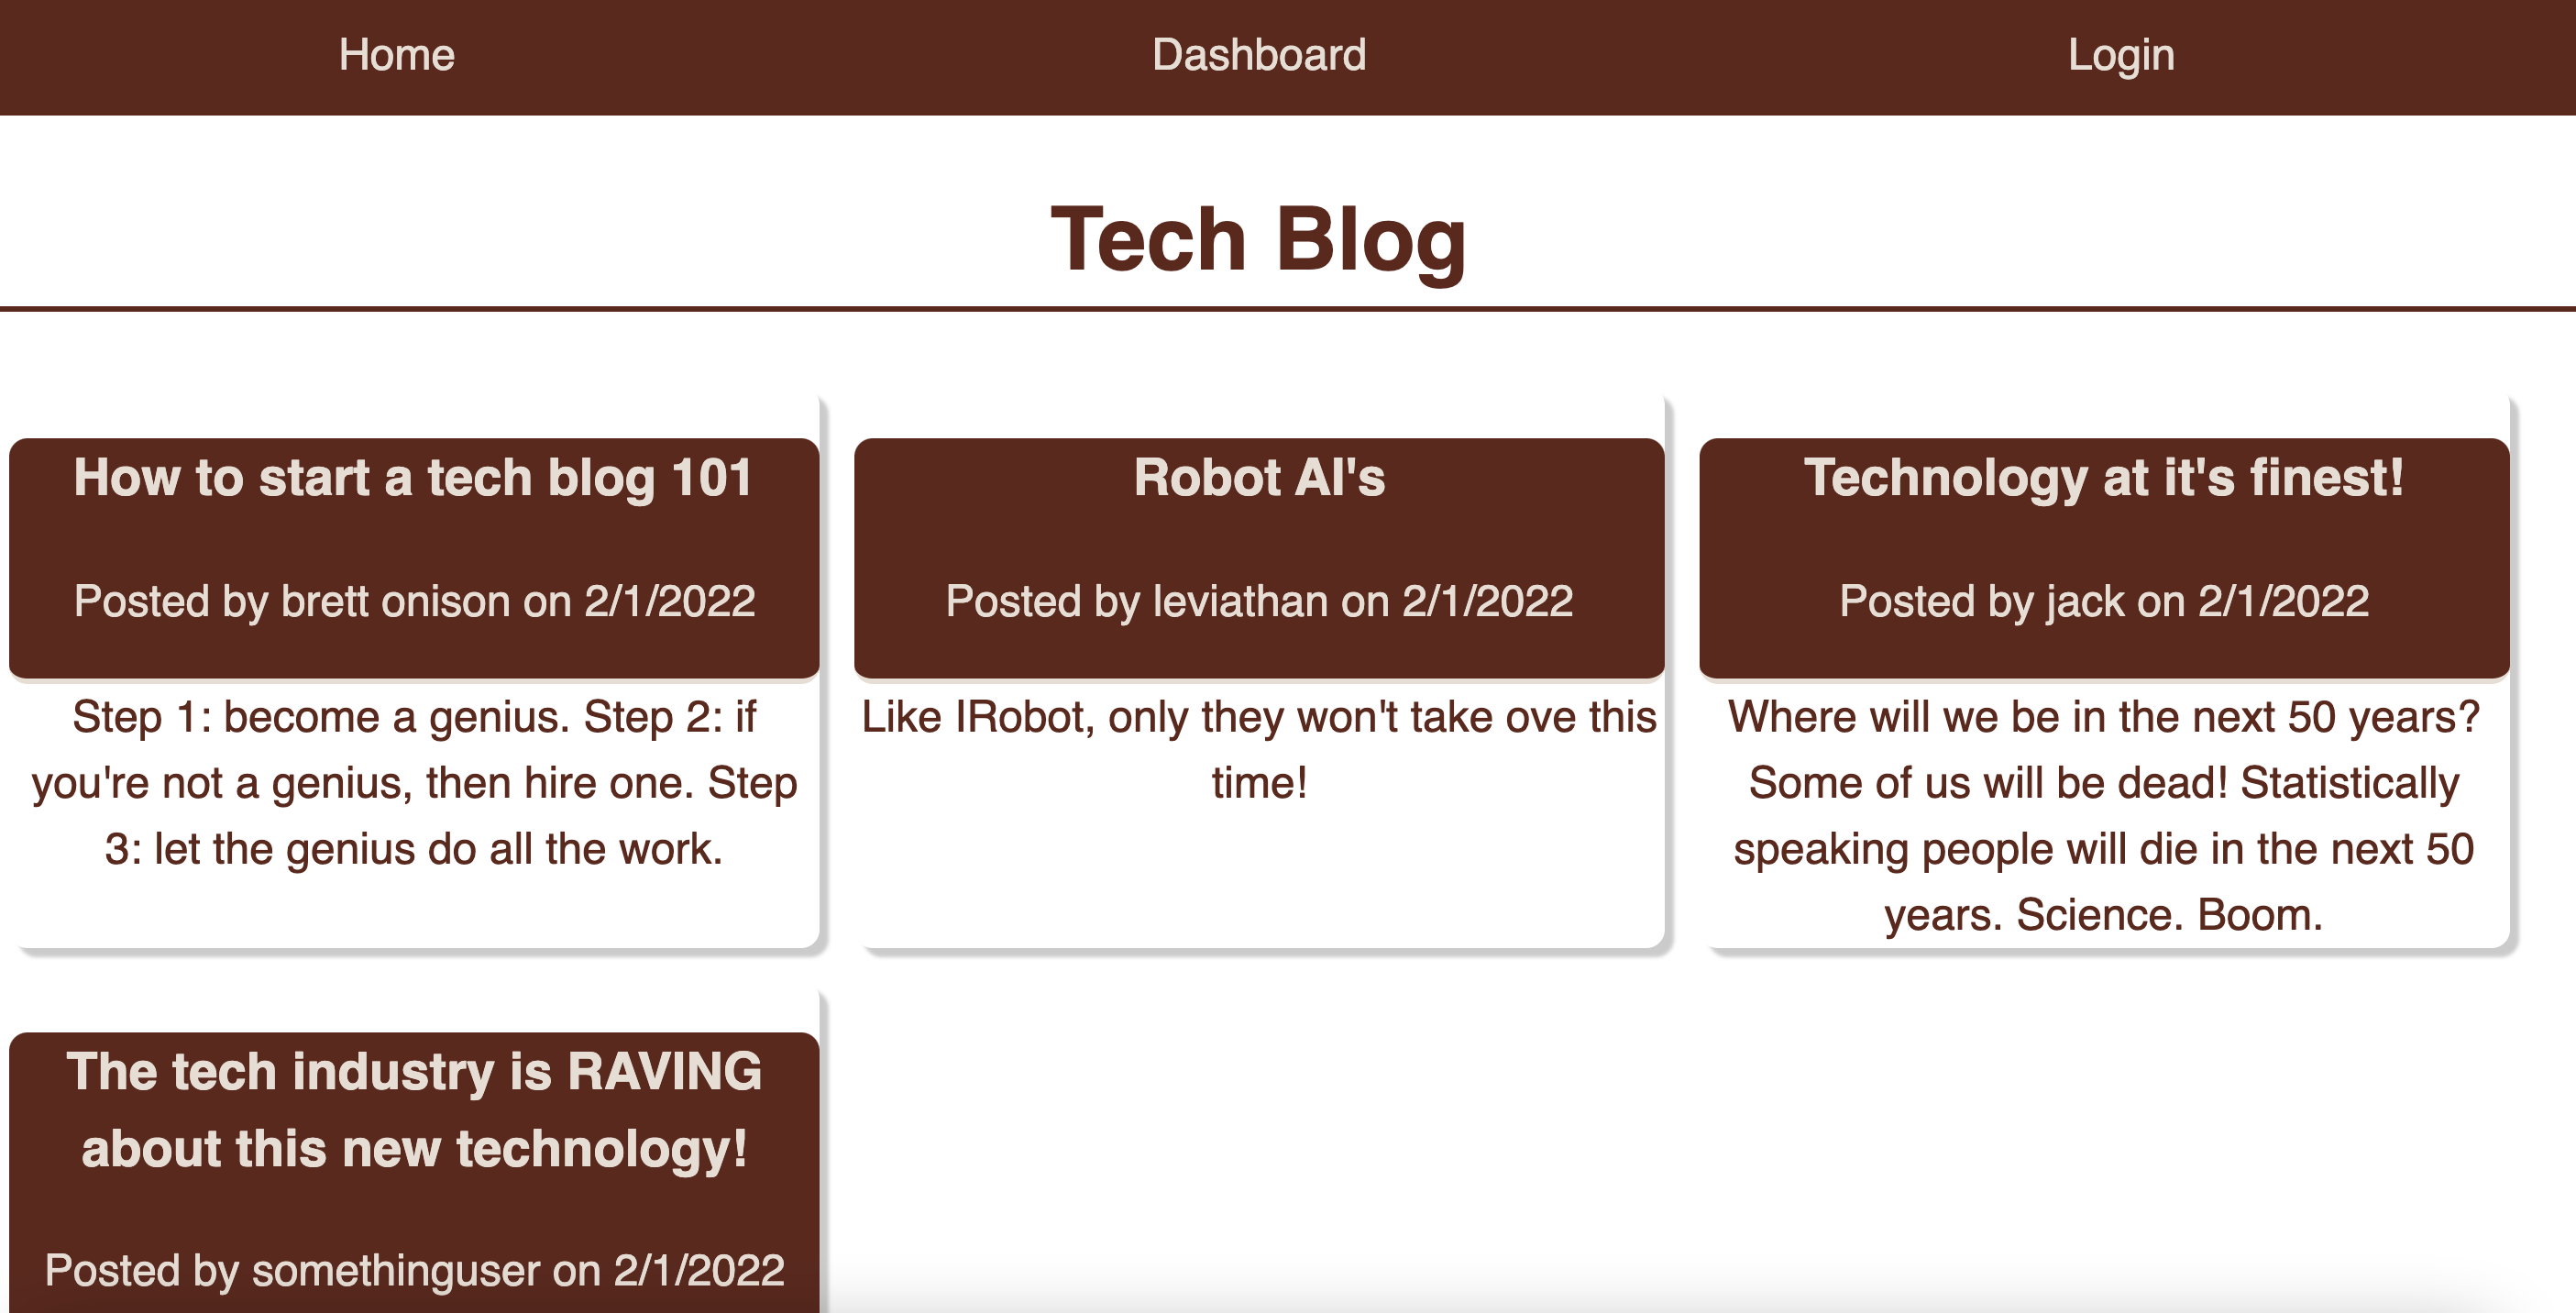 Home
Dashboard
Login
Tech Blog
How to start a tech blog 101
Posted by brett onison on 2/1/2022
Step 1: become a genius. Step 2: if
you're not a genius, then hire one. Step
3: let the genius do all the work.
Robot AI's
Posted by leviathan on 2/1/2022
Like IRobot, only they won't take ove this
time!
Technology at it's finest!
Posted by jack on 2/1/2022
Where will we be in the next 50 years?
Some of us will be dead! Statistically
speaking people will die in the next 50
years. Science. Boom.
The tech industry is RAVING
about this new technology!
Posted by somethinguser on 2/1/2022